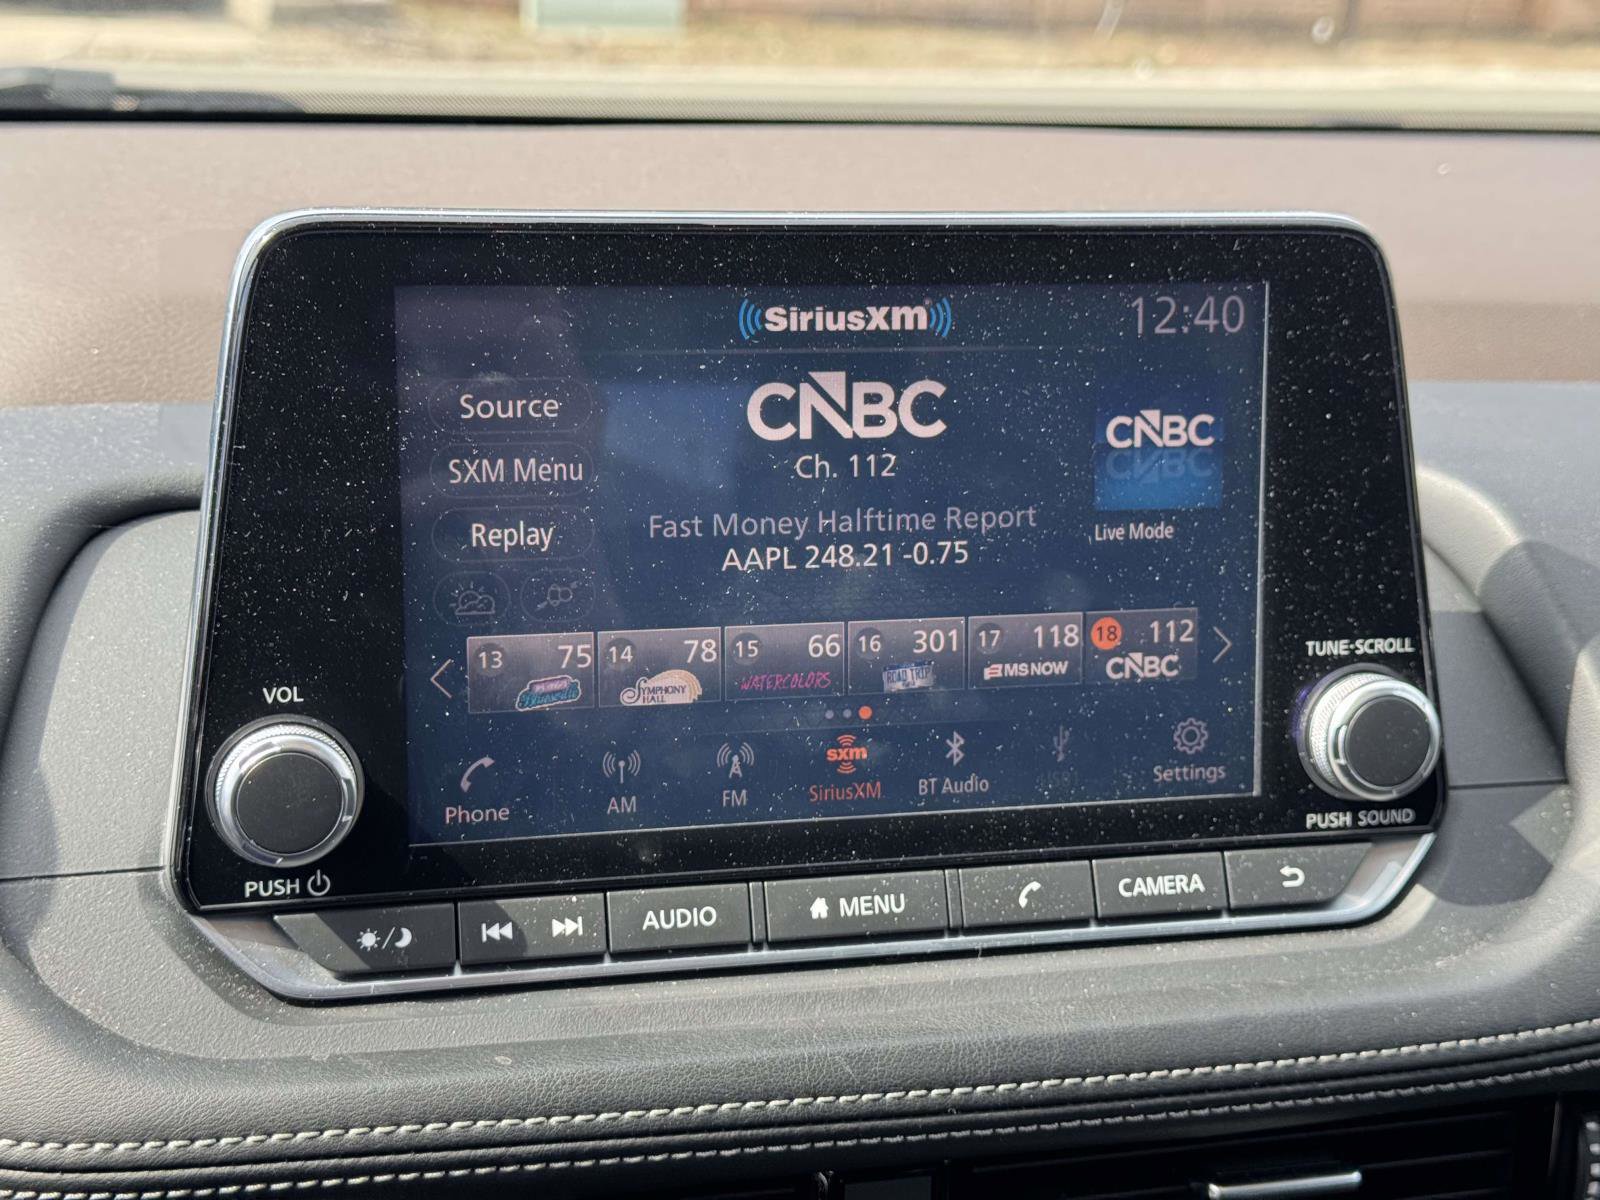 SiriusXM
12:40
CNBC
Ch. 112
Source
SXM Menu
Replay
CNBC
Live Mode
Fast Money Halftime Report
AAPL 248.21 -0.75
13 75
14 78
SYMPHONY HALL
15 66
WATERCOLORS
16 301
ROAD TRIP
17 118
MS NOW
18 112
CNBC
Phone
AM
FM
sxm
SiriusXM
BT Audio
USB1
Settings
VOL
PUSH
TUNE·SCROLL
PUSH SOUND
AUDIO
MENU
CAMERA